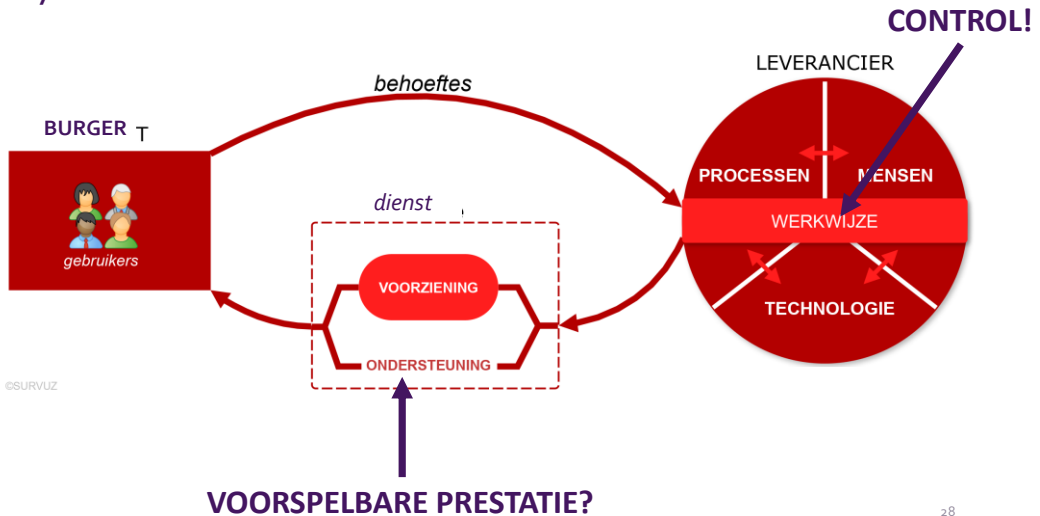 CONTROL!
LEVERANCIER
behoeftes
BURGER T
PROCESSEN
MENSEN
dienst
WERKWIJZE
gebruikers
VOORZIENING
TECHNOLOGIE
ONDERSTEUNING
©SURVUZ
VOORSPELBARE PRESTATIE?
28